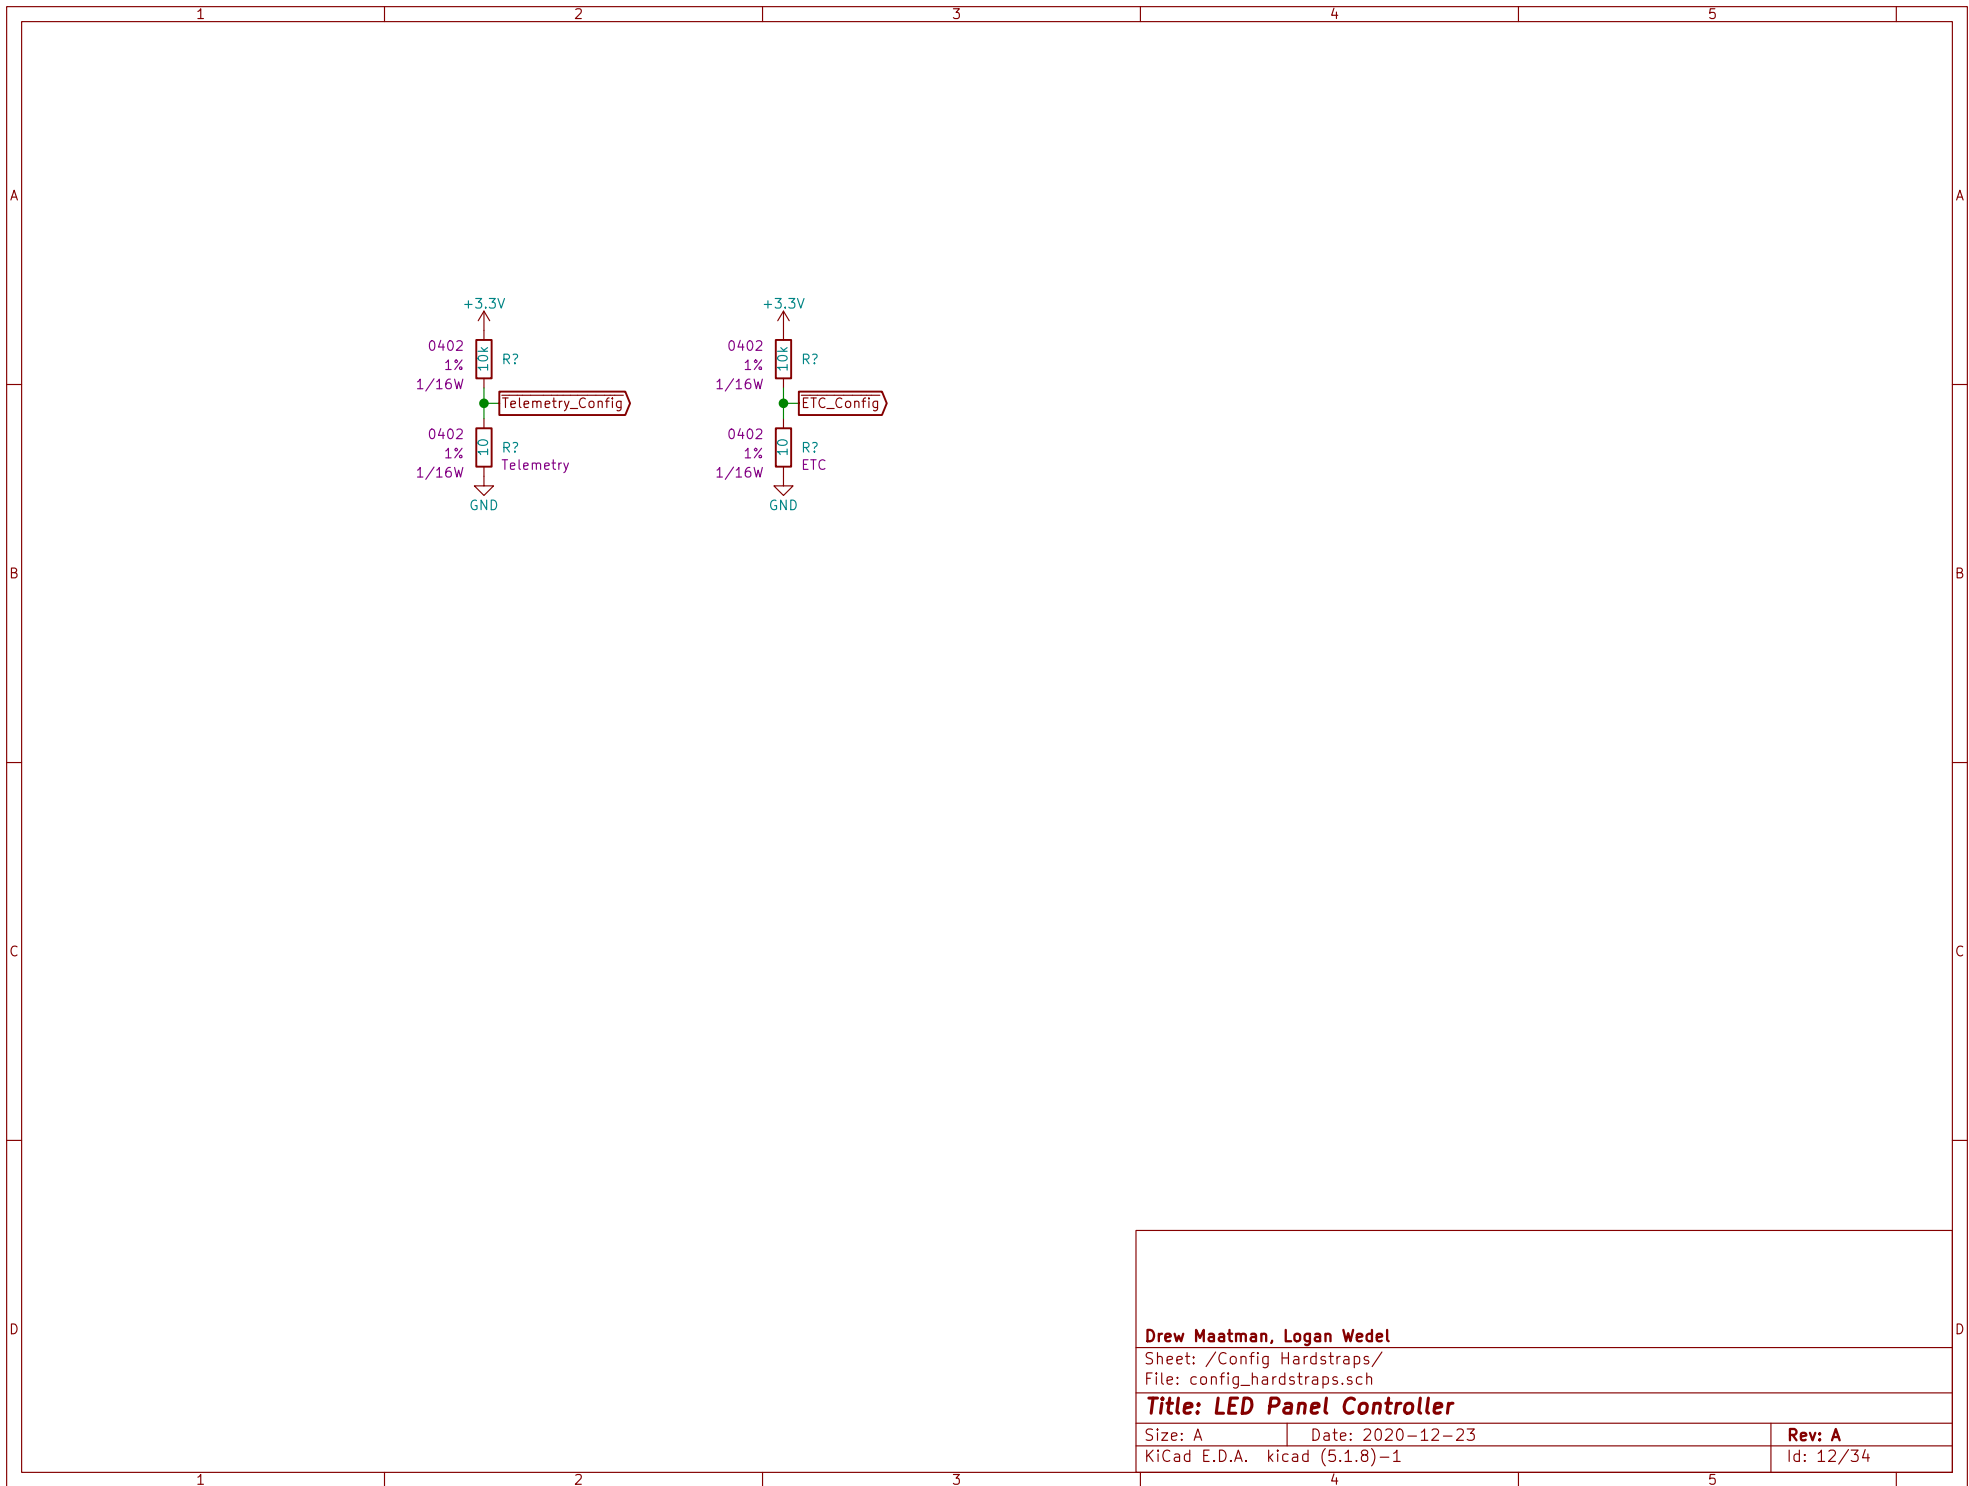 1 2 3 4 5
A A
+3.3V +3.3V
0402 0402
10k R? 10k R?
1% 1%
1/16W 1/16W
Telemetry_Config ETC_Config
0402 0402
10 R? 10 R?
1% 1%
Telemetry ETC
1/16W 1/16W
GND GND
B B
C C
D D
Drew Maatman, Logan Wedel
Sheet: /Config Hardstraps/
File: config_hardstraps.sch
Title: LED Panel Controller
Size: A Date: 2020-12-23 Rev: A
KiCad E.D.A. kicad (5.1.8)-1 Id: 12/34
1 2 3 4 5